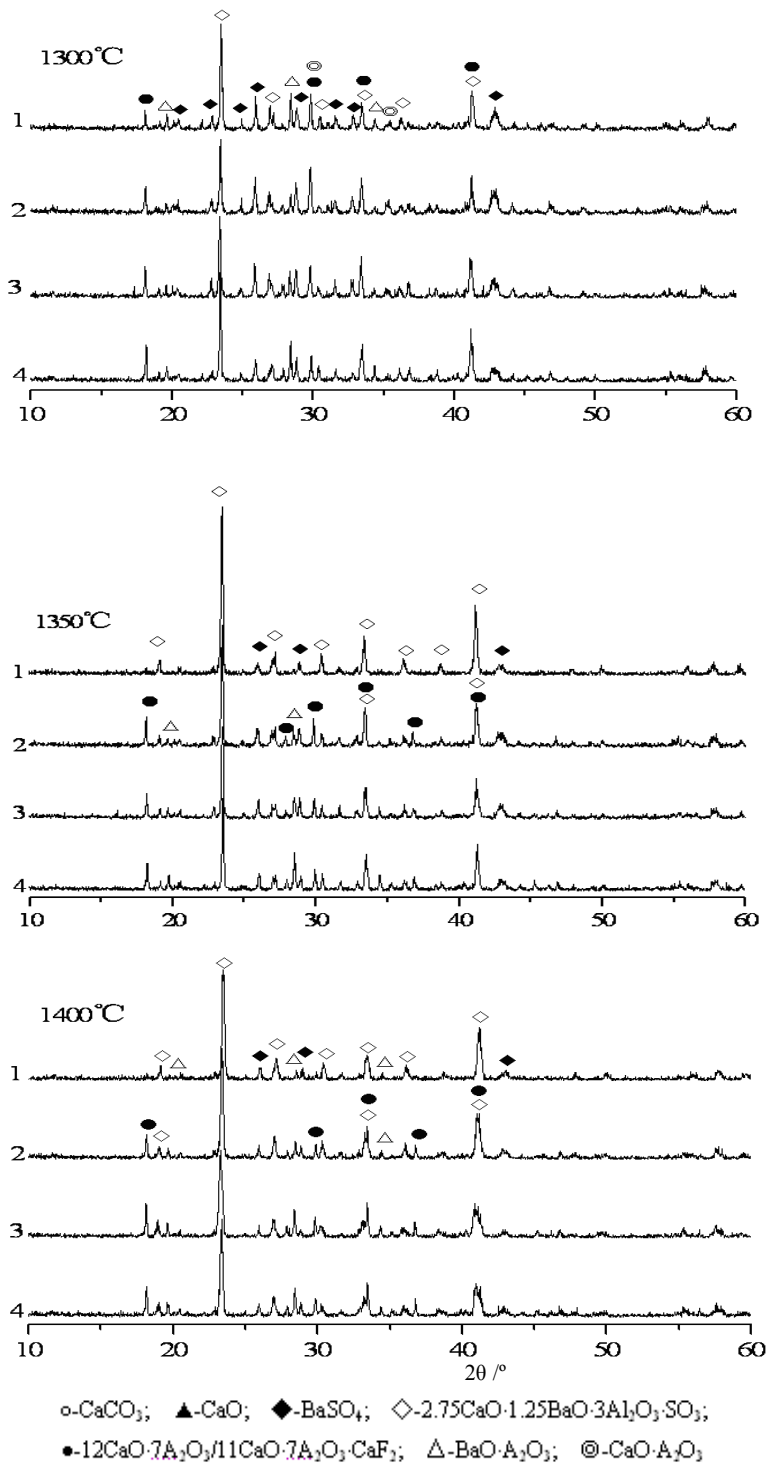 1300℃
1
2
3
4
10 20 30 40 50 60
1350℃
1
2
3
4
10 20 30 40 50 60
1400℃
1
2
3
4
10 20 30 40 50 60
2θ /º
○-CaCO₃; ▲-CaO; ◆-BaSO₄; ◇-2.75CaO·1.25BaO·3Al₂O₃·SO₃;
●-12CaO·7A₂O₃/11CaO·7A₂O₃·CaF₂; △-BaO·A₂O₃; ◎-CaO·A₂O₃